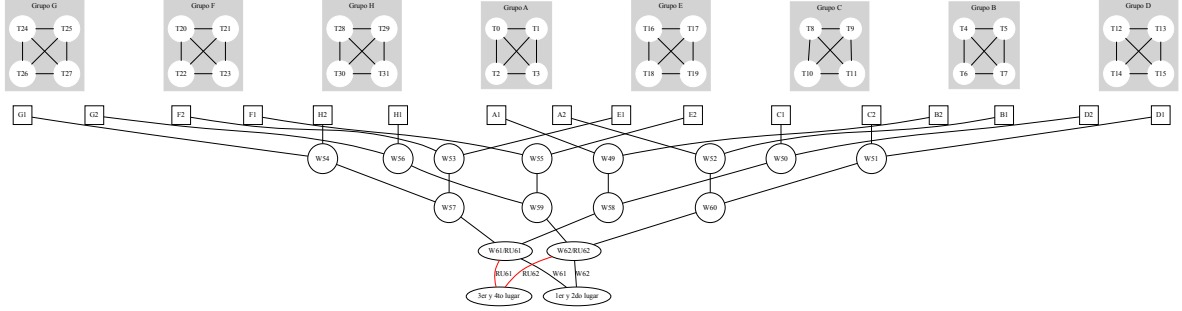 Grupo G
Grupo F
Grupo H
Grupo A
Grupo E
Grupo C
Grupo B
Grupo D
T24 T25
T20 T21
T28 T29
T0 T1
T16 T17
T8 T9
T4 T5
T12 T13
T26 T27
T22 T23
T30 T31
T2 T3
T18 T19
T10 T11
T6 T7
T14 T15
G1 G2 F2 F1 H2 H1 A1 A2 E1 E2 C1 C2 B2 B1 D2 D1
W54 W56 W53 W55 W49 W52 W50 W51
W57 W59 W58 W60
W61/RU61 W62/RU62
RU61 RU62 W61 W62
3er y 4to lugar 1er y 2do lugar